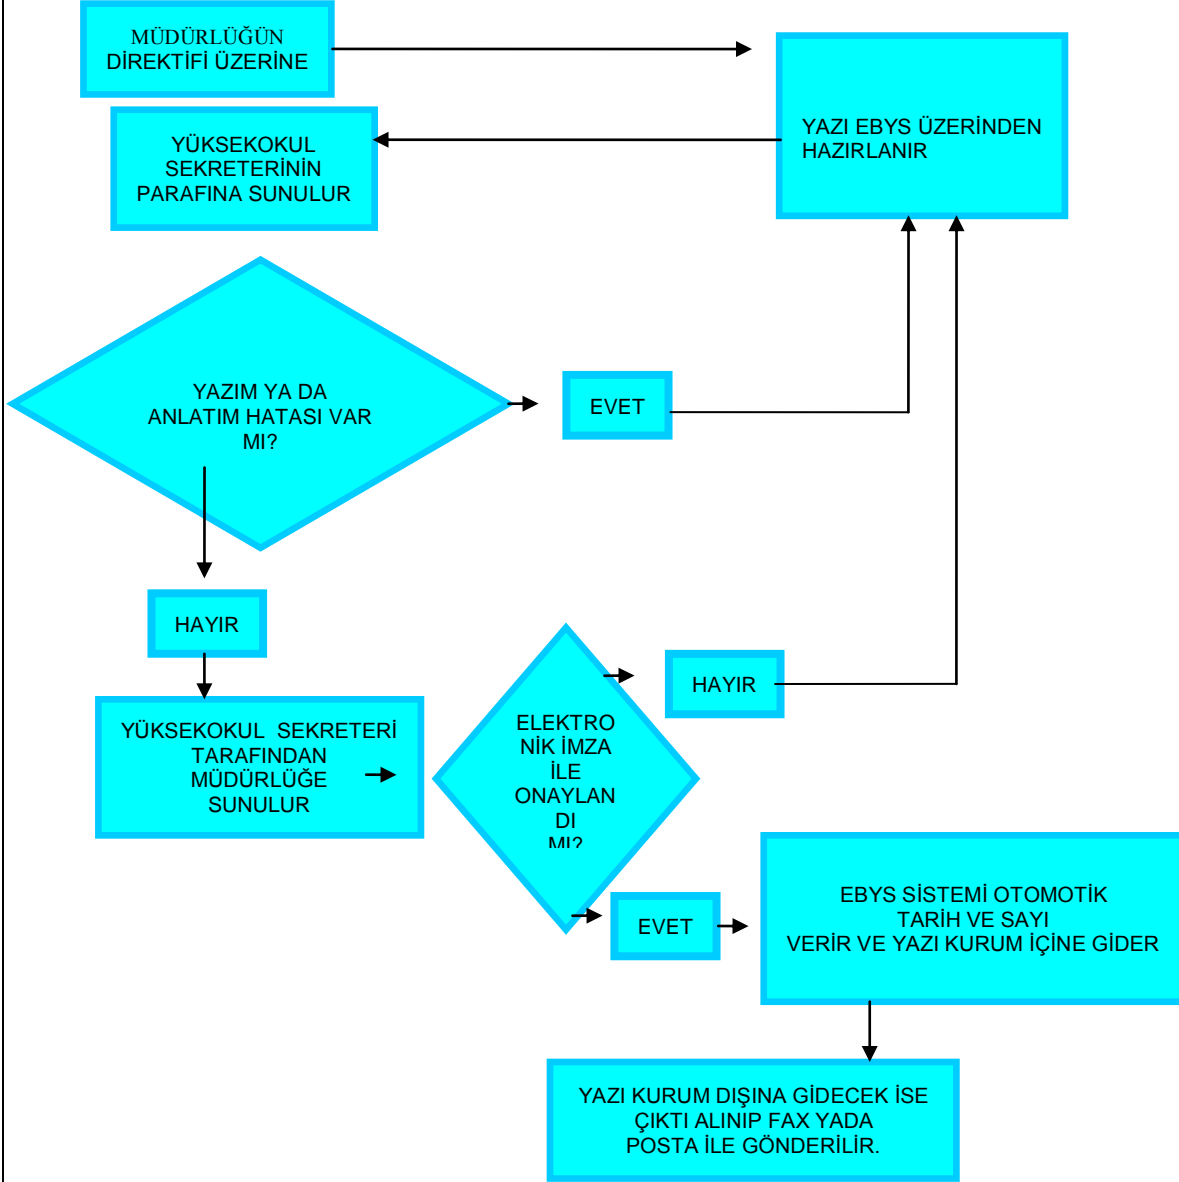 MÜDÜRLÜĞÜN
DİREKTİFİ ÜZERİNE
YAZI EBYS ÜZERİNDEN
HAZIRLANIR
YÜKSEKOKUL
SEKRETERİNİN
PARAFINA SUNULUR
YAZIM YA DA
ANLATIM HATASI VAR
MI?
EVET
HAYIR
YÜKSEKOKUL SEKRETERİ
TARAFINDAN
MÜDÜRLÜĞE
SUNULUR
ELEKTRO
NİK İMZA
İLE
ONAYLAN
DI
MI?
HAYIR
EVET
EBYS SİSTEMİ OTOMOTİK
TARİH VE SAYI
VERİR VE YAZI KURUM İÇİNE GİDER
YAZI KURUM DIŞINA GİDECEK İSE
ÇIKTI ALINIP FAX YADA
POSTA İLE GÖNDERİLİR.